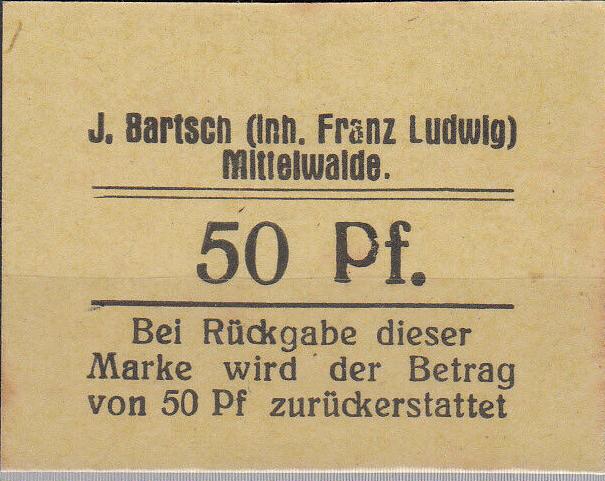 J. Bartsch (Inh. Franz Ludwig)
Mittelwalde.
50 Pf.
Bei Rückgabe dieser
Marke wird der Betrag
von 50 Pf zurückerstattet